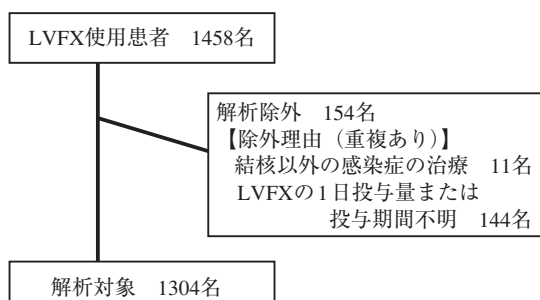 LVFX使用患者　1458名
解析除外　154名
【除外理由（重複あり）】
結核以外の感染症の治療　11名
LVFXの1日投与量または
投与期間不明　144名
解析対象　1304名